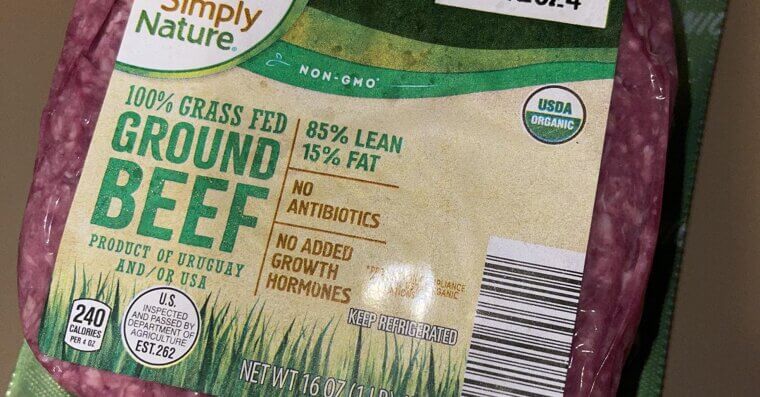 Simply
Nature®
NON-GMO*
USDA
ORGANIC
100% GRASS FED
GROUND
BEEF
PRODUCT OF URUGUAY
AND/OR USA
85% LEAN
15% FAT
NO
ANTIBIOTICS
NO ADDED
GROWTH
HORMONES
KEEP REFRIGERATED
240
CALORIES
PER 4 OZ
U.S.
INSPECTED
AND PASSED BY
DEPARTMENT OF
AGRICULTURE
EST.262
NET WT 16 OZ (1 LB)